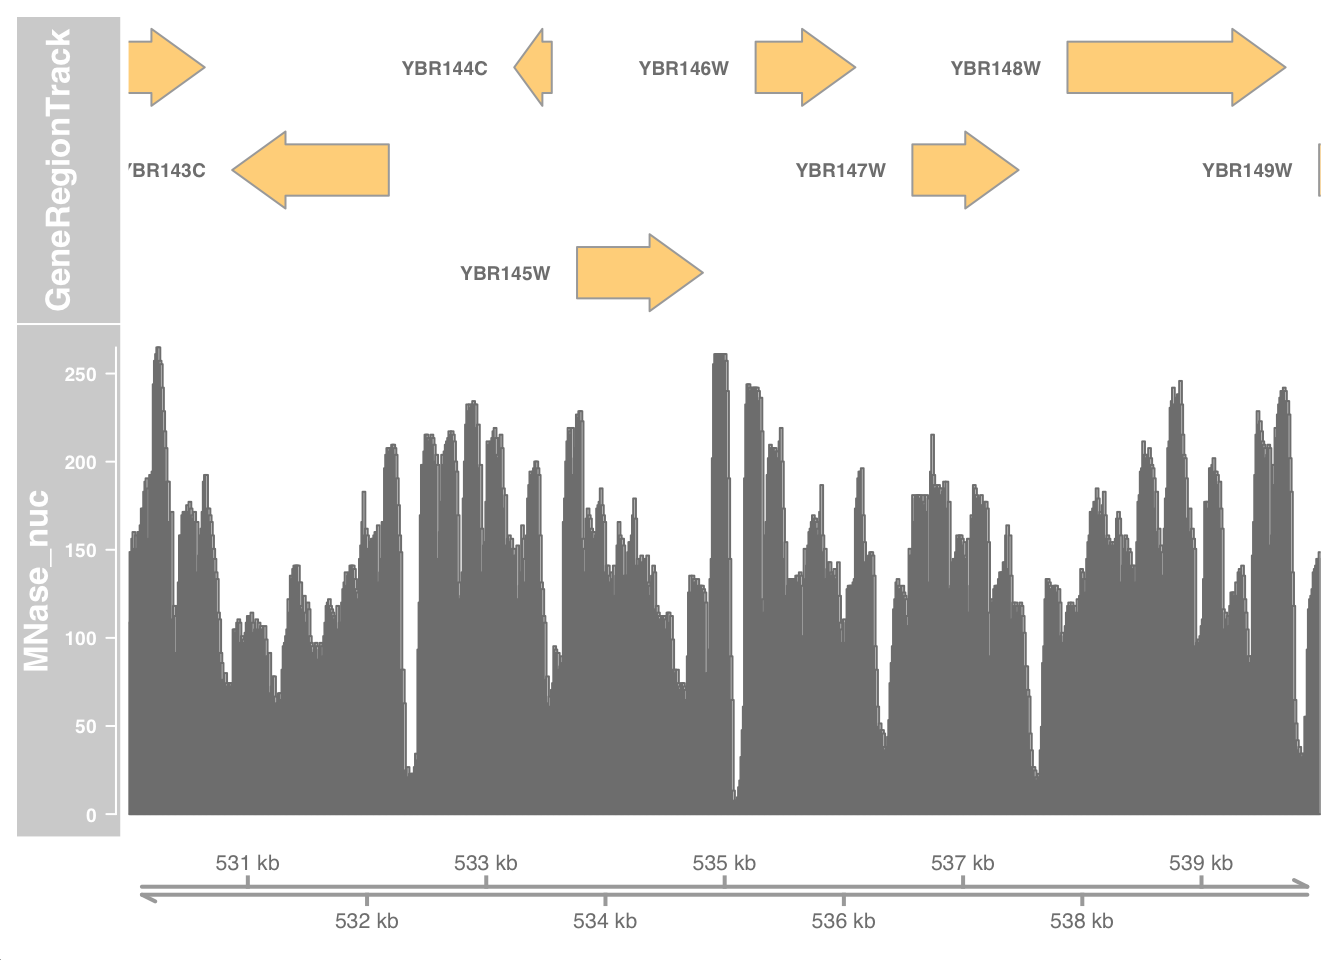 GeneRegionTrack
YBR144C
YBR146W
YBR148W
YBR143C
YBR147W
YBR149W
YBR145W
MNase_nuc
250
200
150
100
50
0
531 kb
533 kb
535 kb
537 kb
539 kb
532 kb
534 kb
536 kb
538 kb